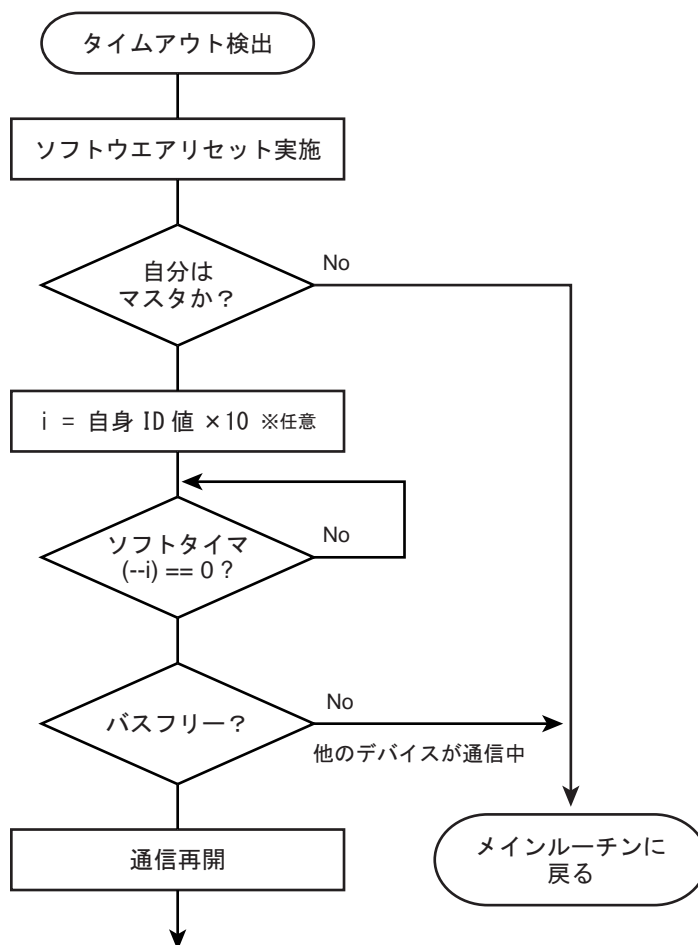 タイムアウト検出
ソフトウエアリセット実施
自分は
マスタか？
No
i = 自身 ID 値 ×10 ※任意
ソフトタイマ
(--i) == 0 ?
No
バスフリー？
No
他のデバイスが通信中
通信再開
メインルーチンに
戻る